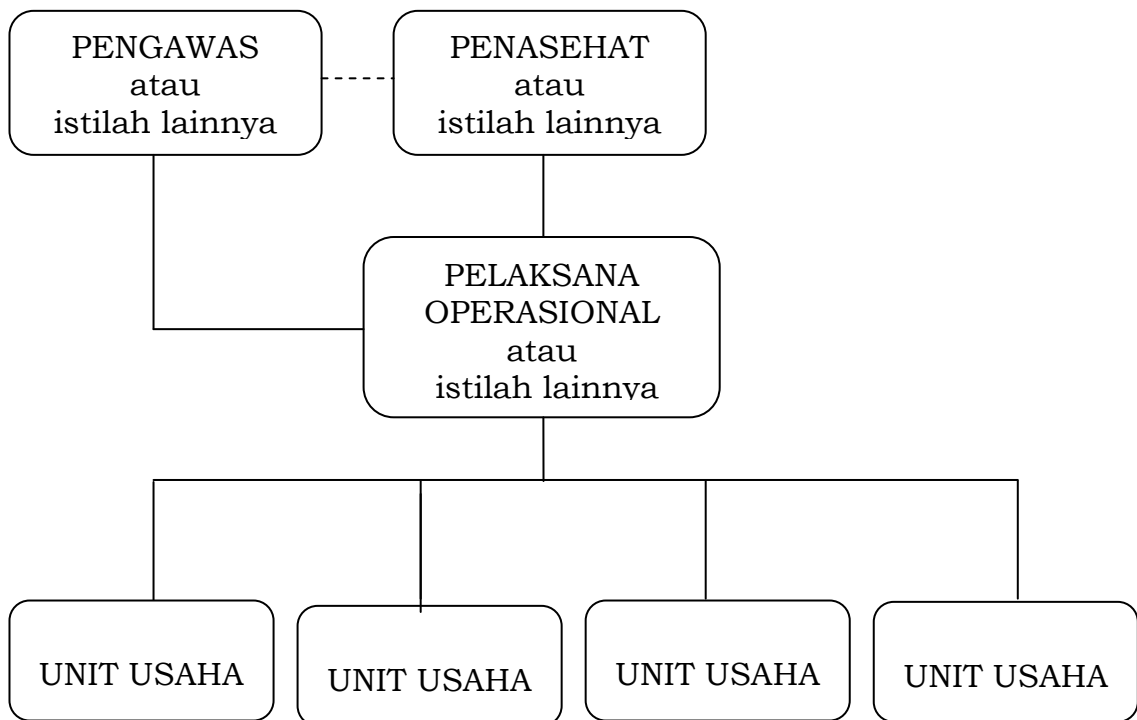 PENGAWAS
atau
istilah lainnya
PENASEHAT
atau
istilah lainnya
PELAKSANA
OPERASIONAL
atau
istilah lainnya
UNIT USAHA
UNIT USAHA
UNIT USAHA
UNIT USAHA